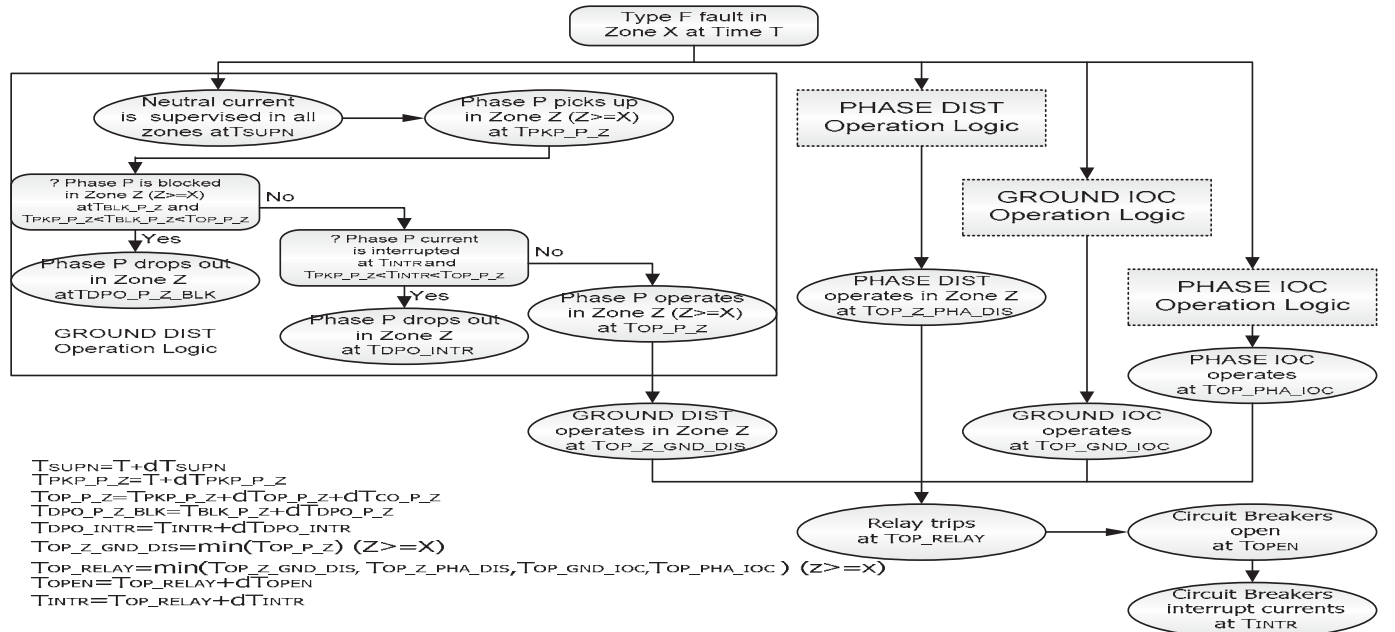 Type F fault in
Zone X at Time T
Neutral current
is supervised in all
zones atTSUPN
Phase P picks up
in Zone Z (Z>=X)
at TPKP_P_Z
? Phase P is blocked
in Zone Z (Z>=X)
atTBLK_P_Z and
TPKP_P_Z<TBLK_P_Z<TOP_P_Z
No
Yes
Phase P drops out
in Zone Z
atTDPO_P_Z_BLK
? Phase P current
is interrupted
at TINTR and
TPKP_P_Z<TINTR<TOP_P_Z
No
Yes
Phase P drops out
in Zone Z
at TDPO_INTR
Phase P operates
in Zone Z (Z>=X)
at TOP_P_Z
GROUND DIST
Operation Logic
GROUND DIST
operates in Zone Z
at TOP_Z_GND_DIS
PHASE DIST
Operation Logic
PHASE DIST
operates in Zone Z
at TOP_Z_PHA_DIS
GROUND IOC
Operation Logic
GROUND IOC
operates
at TOP_GND_IOC
PHASE IOC
Operation Logic
PHASE IOC
operates
at TOP_PHA_IOC
Relay trips
at TOP_RELAY
Circuit Breakers
open
at TOPEN
Circuit Breakers
interrupt currents
at TINTR
TSUPN=T+dTSUPN
TPKP_P_Z=T+dTPKP_P_Z
TOP_P_Z=TPKP_P_Z+dTOP_P_Z+dTCO_P_Z
TDPO_P_Z_BLK=TBLK_P_Z+dTDPO_P_Z
TDPO_INTR=TINTR+dTDPO_INTR
TOP_Z_GND_DIS=min(TOP_P_Z) (Z>=X)
TOP_RELAY=min(TOP_Z_GND_DIS, TOP_Z_PHA_DIS,TOP_GND_IOC,TOP_PHA_IOC ) (z>=x)
TOPEN=TOP_RELAY+dTOPEN
TINTR=TOP_RELAY+dTINTR